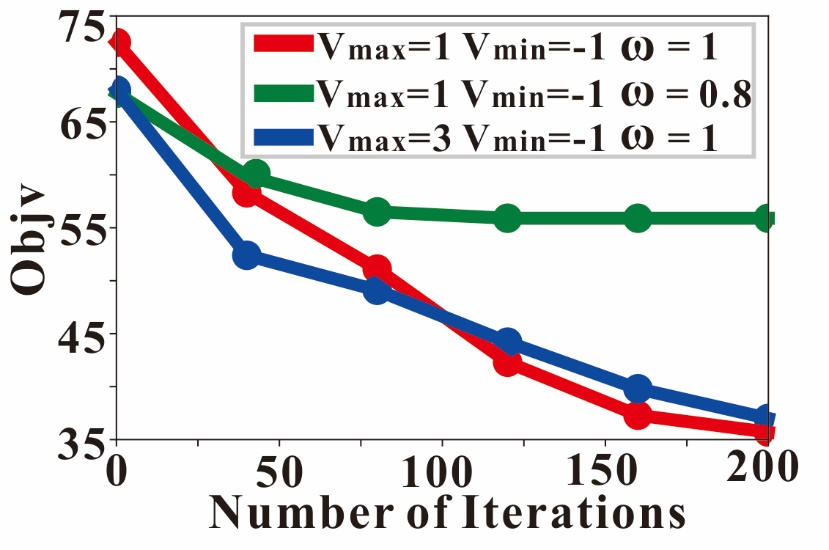 75
65
55
45
35
Objv
Vmax=1 Vmin=-1 ω = 1
Vmax=1 Vmin=-1 ω = 0.8
Vmax=3 Vmin=-1 ω = 1
0 50 100 150 200
Number of Iterations